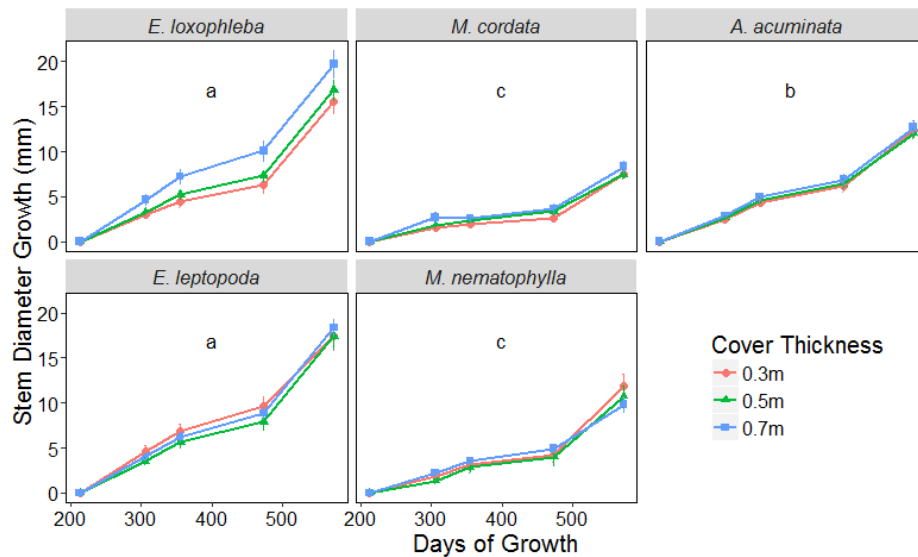 E. loxophleba
M. cordata
A. acuminata
20
15
10
5
0
a
c
b
E. leptopoda
M. nematophylla
20
15
10
5
0
a
c
200 300 400 500
200 300 400 500
Stem Diameter Growth (mm)
Days of Growth
Cover Thickness
0.3m
0.5m
0.7m